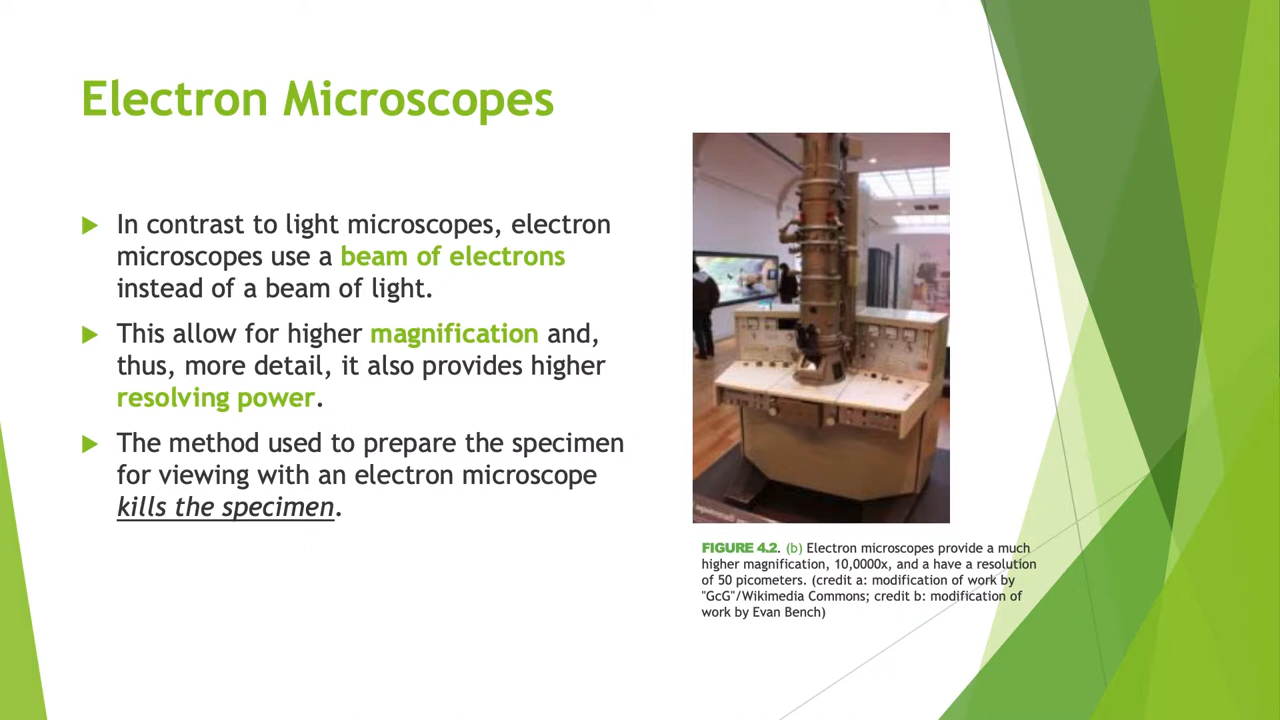 Electron Microscopes
In contrast to light microscopes, electron
microscopes use a beam of electrons
instead of a beam of light.
This allow for higher magnification and,
thus, more detail, it also provides higher
resolving power.
The method used to prepare the specimen
for viewing with an electron microscope
kills the specimen.
FIGURE 4.2. (b) Electron microscopes provide a much
higher magnification, 10,0000x, and a have a resolution
of 50 picometers. (credit a: modification of work by
"GcG"/Wikimedia Commons; credit b: modification of
work by Evan Bench)